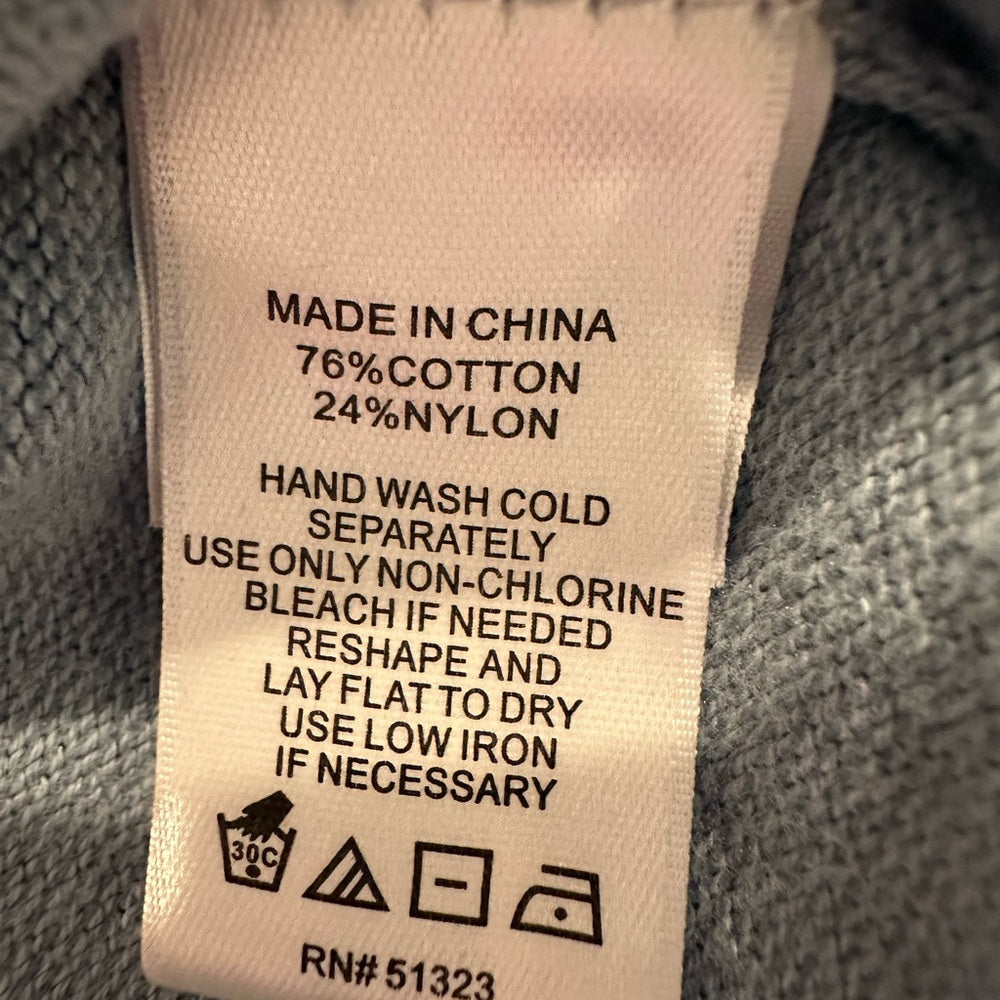 MADE IN CHINA
76%COTTON
24%NYLON
HAND WASH COLD
SEPARATELY
USE ONLY NON-CHLORINE
BLEACH IF NEEDED
RESHAPE AND
LAY FLAT TO DRY
USE LOW IRON
IF NECESSARY
30C
RN# 51323